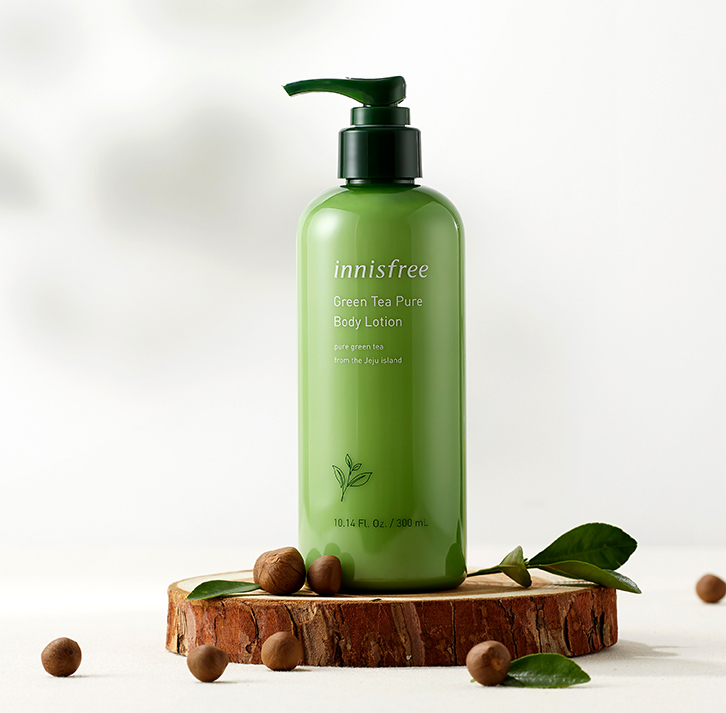 innisfree
Green Tea Pure
Body Lotion
pure green tea
from the Jeju island
10.14 Fl. Oz. / 300 mL